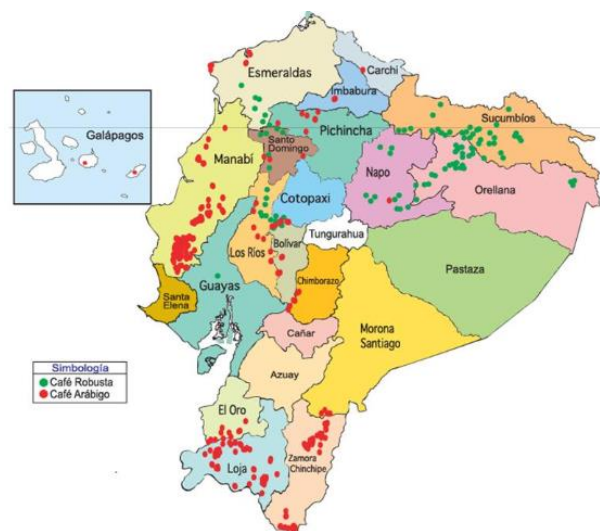 Esmeraldas
Carchi
Imbabura
Galápagos
Pichincha
Sucumbíos
Santo
Domingo
Manabí
Napo
Orellana
Cotopaxi
Tungurahua
Los Ríos
Bolívar
Pastaza
Chimborazo
Guayas
Santa
Elena
Morona
Santiago
Cañar
Simbología
Café Robusta
Café Arábigo
Azuay
El Oro
Zamora
Chinchipe
Loja